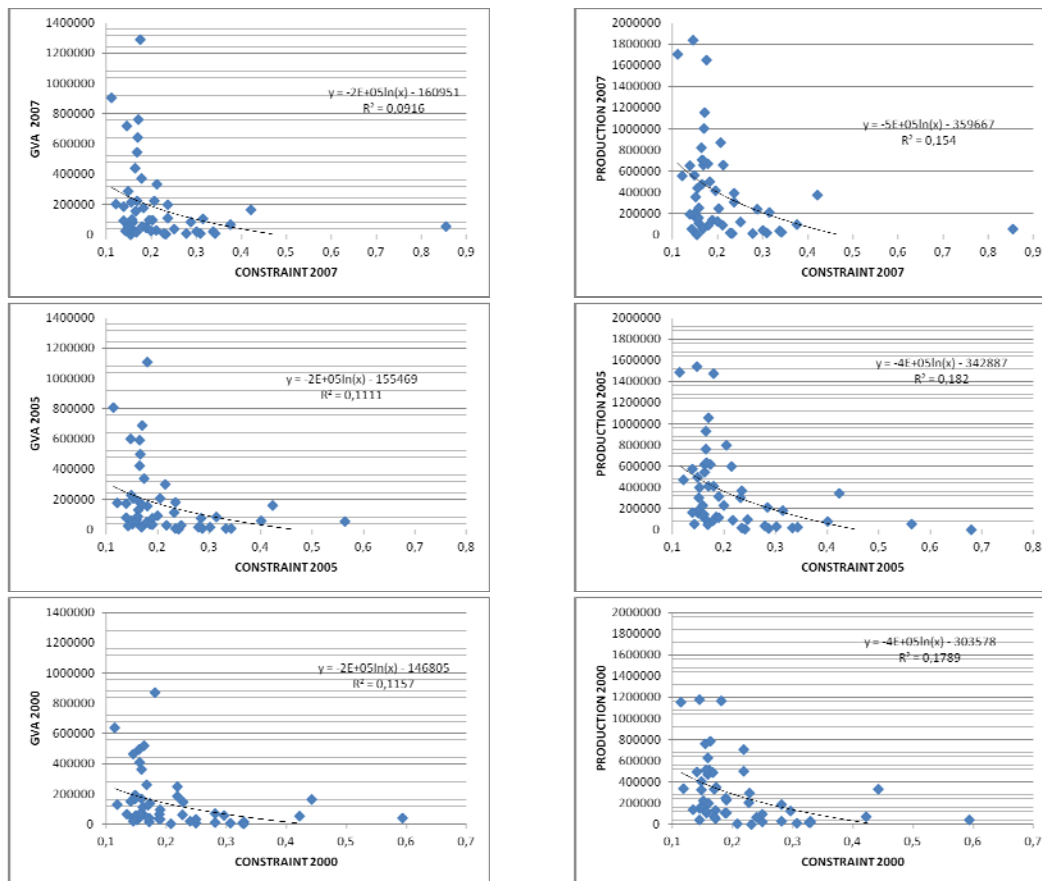 GVA 2007
1400000
1200000
1000000
800000
600000
400000
200000
0
y = -2E+05ln(x) - 160951
R² = 0,0916
0,1 0,2 0,3 0,4 0,5 0,6 0,7 0,8 0,9
CONSTRAINT 2007
PRODUCTION 2007
2000000
1800000
1600000
1400000
1200000
1000000
800000
600000
400000
200000
0
y = -5E+05ln(x) - 359667
R² = 0,154
0,1 0,2 0,3 0,4 0,5 0,6 0,7 0,8 0,9
CONSTRAINT 2007
GVA 2005
1400000
1200000
1000000
800000
600000
400000
200000
0
y = -2E+05ln(x) - 155469
R² = 0,1111
0,1 0,2 0,3 0,4 0,5 0,6 0,7 0,8
CONSTRAINT 2005
PRODUCTION 2005
2000000
1800000
1600000
1400000
1200000
1000000
800000
600000
400000
200000
0
y = -4E+05ln(x) - 342887
R² = 0,182
0,1 0,2 0,3 0,4 0,5 0,6 0,7 0,8
CONSTRAINT 2005
GVA 2000
1400000
1200000
1000000
800000
600000
400000
200000
0
y = -2E+05ln(x) - 146805
R² = 0,1157
0,1 0,2 0,3 0,4 0,5 0,6 0,7
CONSTRAINT 2000
PRODUCTION 2000
2000000
1800000
1600000
1400000
1200000
1000000
800000
600000
400000
200000
0
y = -4E+05ln(x) - 303578
R² = 0,1789
0,1 0,2 0,3 0,4 0,5 0,6 0,7
CONSTRAINT 2000